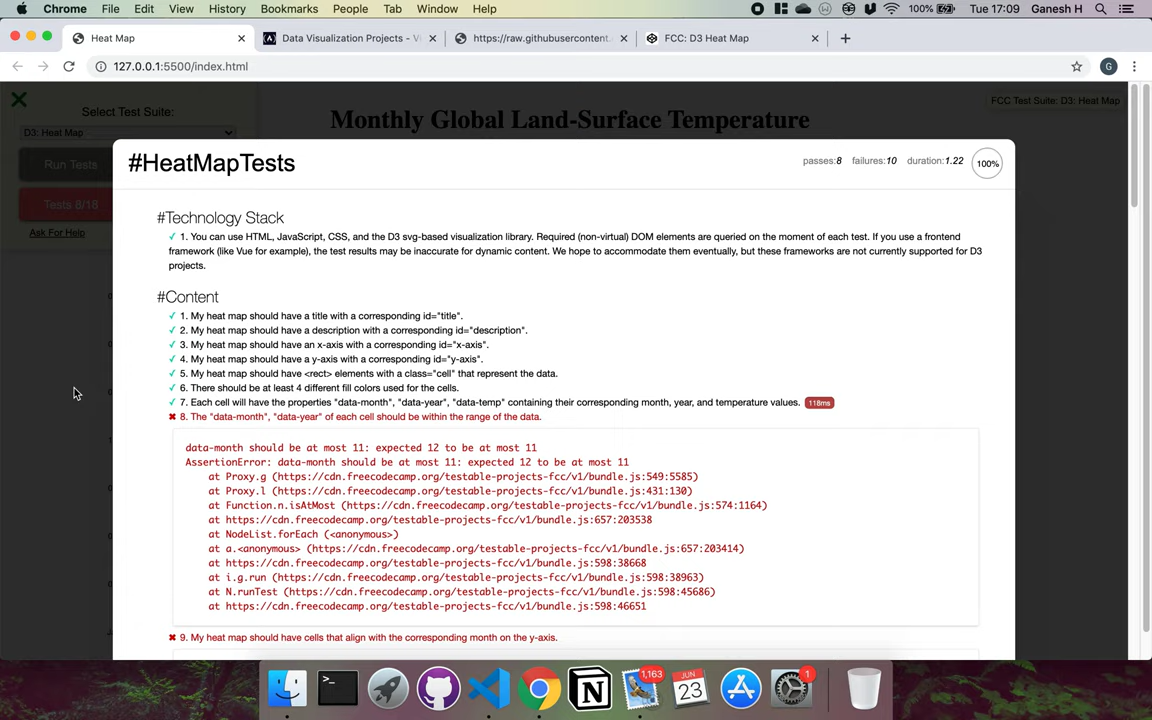 Chrome File Edit View History Bookmarks People Tab Window Help 100% Tue 17:09 Ganesh H
Heat Map Data Visualization Projects - V https://raw.githubusercontent. FCC: D3 Heat Map
127.0.0.1:5500/index.html G
Select Test Suite:
D3: Heat Map
Run Tests
Tests 8/18
Ask For Help
Monthly Global Land-Surface Temperature
FCC Test Suite: D3: Heat Map
#HeatMapTests
passes:8 failures:10 duration:1.22 100%
#Technology Stack
✓ 1. You can use HTML, JavaScript, CSS, and the D3 svg-based visualization library. Required (non-virtual) DOM elements are queried on the moment of each test. If you use a frontend
framework (like Vue for example), the test results may be inaccurate for dynamic content. We hope to accommodate them eventually, but these frameworks are not currently supported for D3
projects.
#Content
✓ 1. My heat map should have a title with a corresponding id="title".
✓ 2. My heat map should have a description with a corresponding id="description".
✓ 3. My heat map should have an x-axis with a corresponding id="x-axis".
✓ 4. My heat map should have a y-axis with a corresponding id="y-axis".
✓ 5. My heat map should have <rect> elements with a class="cell" that represent the data.
✓ 6. There should be at least 4 different fill colors used for the cells.
✓ 7. Each cell will have the properties "data-month", "data-year", "data-temp" containing their corresponding month, year, and temperature values. 118ms
✖ 8. The "data-month", "data-year" of each cell should be within the range of the data.
data-month should be at most 11: expected 12 to be at most 11
AssertionError: data-month should be at most 11: expected 12 to be at most 11
at Proxy.g (https://cdn.freecodecamp.org/testable-projects-fcc/v1/bundle.js:549:5585)
at Proxy.l (https://cdn.freecodecamp.org/testable-projects-fcc/v1/bundle.js:431:130)
at Function.n.isAtMost (https://cdn.freecodecamp.org/testable-projects-fcc/v1/bundle.js:574:1164)
at https://cdn.freecodecamp.org/testable-projects-fcc/v1/bundle.js:657:203538
at NodeList.forEach (<anonymous>)
at a.<anonymous> (https://cdn.freecodecamp.org/testable-projects-fcc/v1/bundle.js:657:203414)
at https://cdn.freecodecamp.org/testable-projects-fcc/v1/bundle.js:598:38668
at i.g.run (https://cdn.freecodecamp.org/testable-projects-fcc/v1/bundle.js:598:38963)
at N.runTest (https://cdn.freecodecamp.org/testable-projects-fcc/v1/bundle.js:598:45686)
at https://cdn.freecodecamp.org/testable-projects-fcc/v1/bundle.js:598:46651
✖ 9. My heat map should have cells that align with the corresponding month on the y-axis.
1,163 JUN 23 1